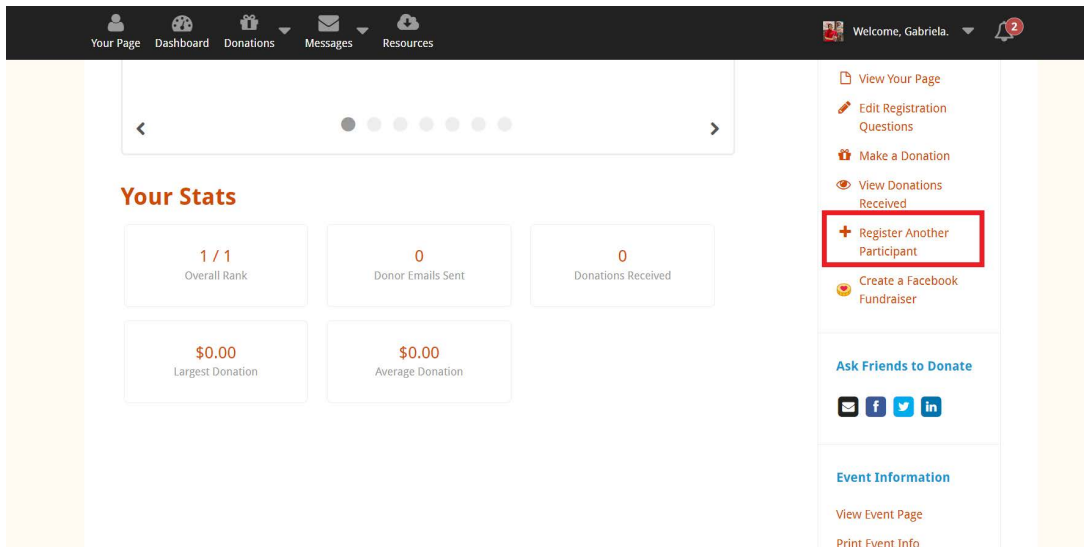 Your Page Dashboard Donations Messages Resources
Welcome, Gabriela.
2
View Your Page
Edit Registration
Questions
Make a Donation
View Donations
Received
Register Another
Participant
Create a Facebook
Fundraiser
Your Stats
1 / 1
Overall Rank
0
Donor Emails Sent
0
Donations Received
$0.00
Largest Donation
$0.00
Average Donation
Ask Friends to Donate
Event Information
View Event Page
Print Event Info